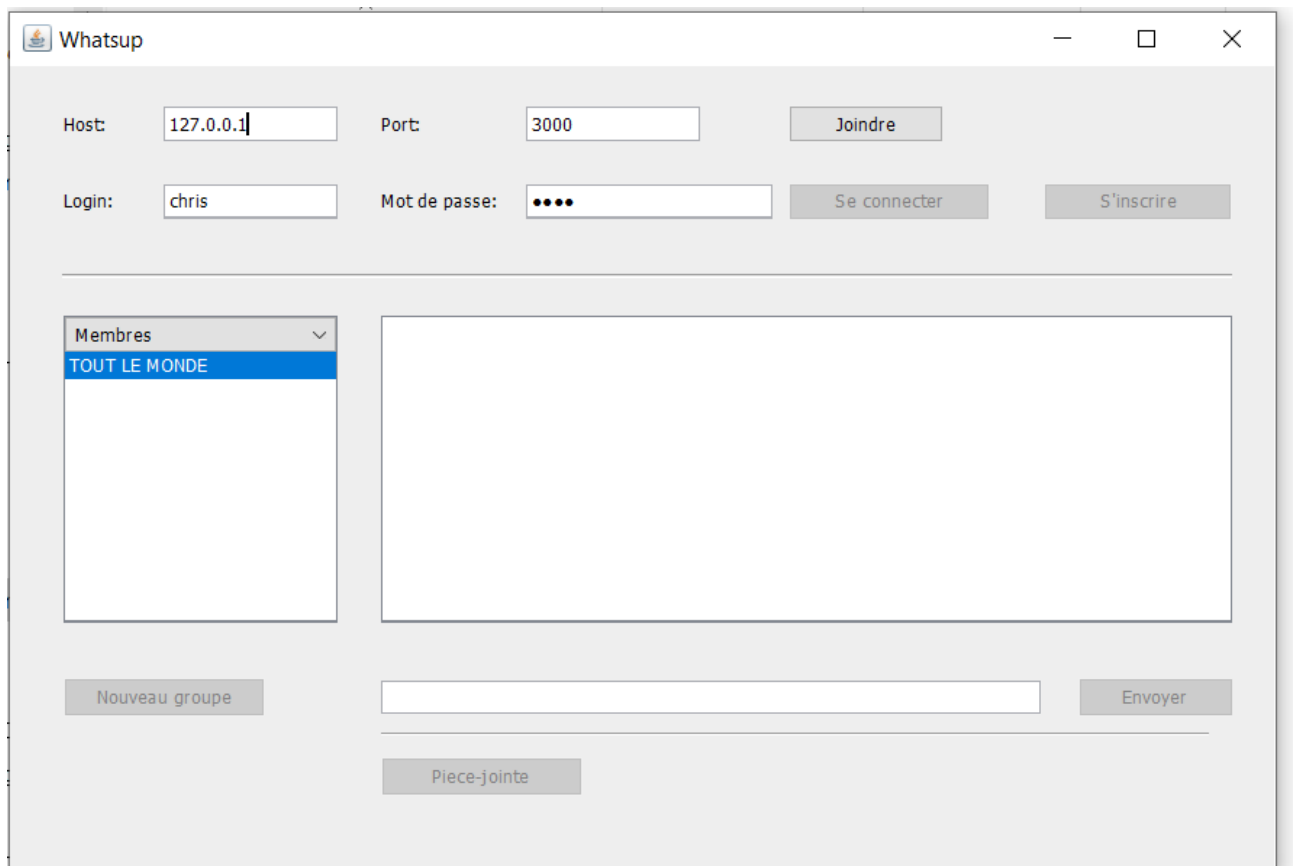 Whatsup
Host: 127.0.0.1 Port: 3000 Joindre
Login: chris Mot de passe: •••• Se connecter S'inscrire
Membres
TOUT LE MONDE
Nouveau groupe Envoyer
Piece-jointe